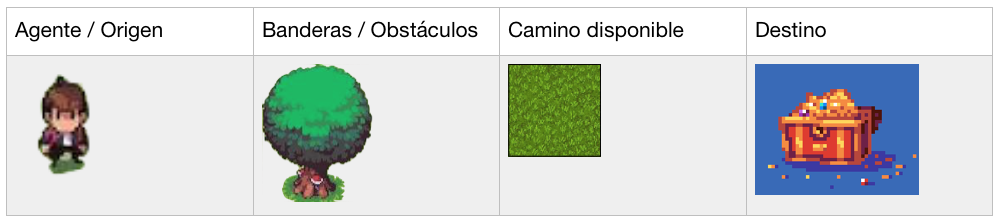 Agente / Origen
Banderas / Obstáculos
Camino disponible
Destino